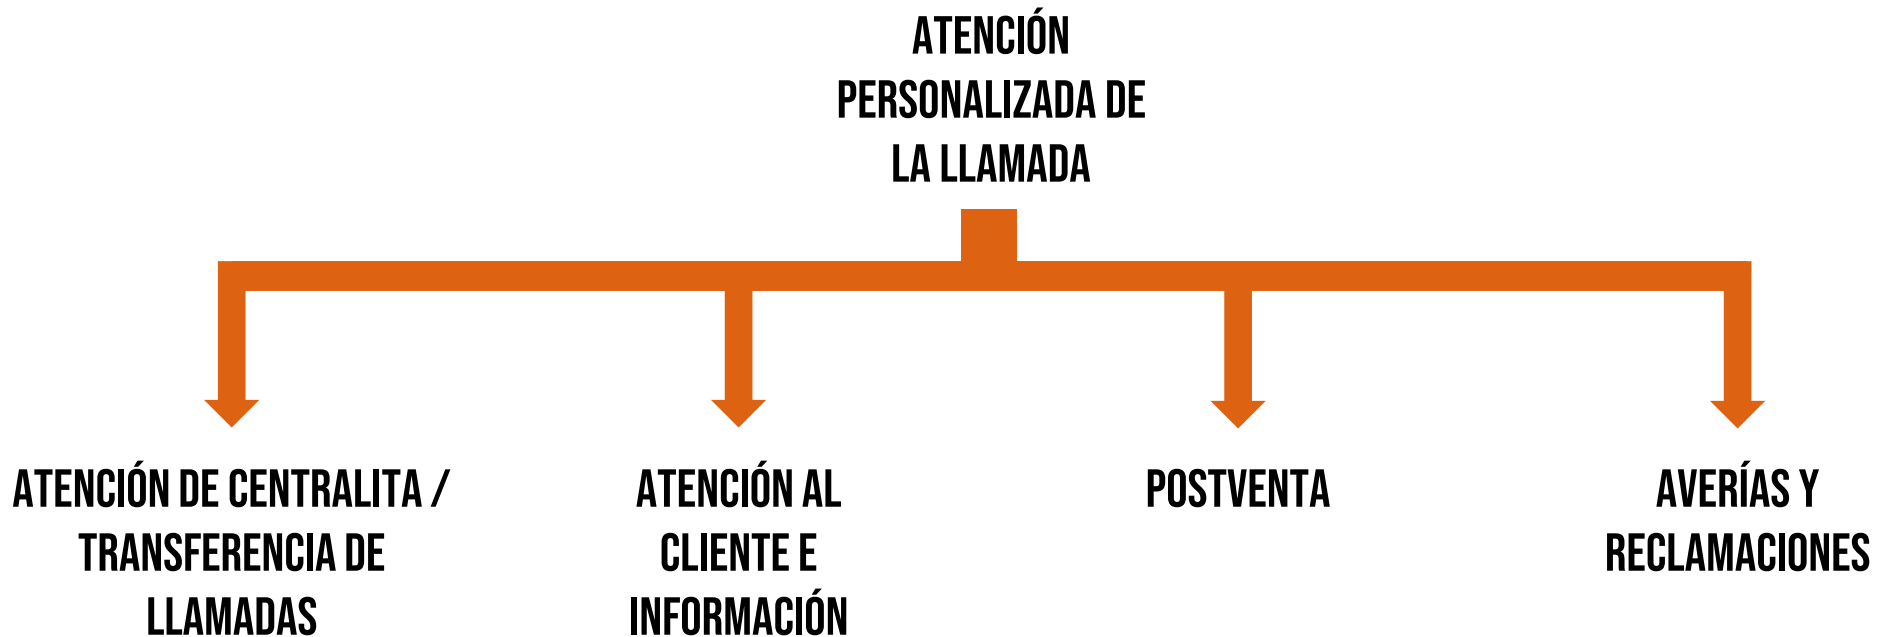 ATENCIÓN
PERSONALIZADA DE
LA LLAMADA
ATENCIÓN DE CENTRALITA /
TRANSFERENCIA DE
LLAMADAS
ATENCIÓN AL
CLIENTE E
INFORMACIÓN
POSTVENTA
AVERÍAS Y
RECLAMACIONES